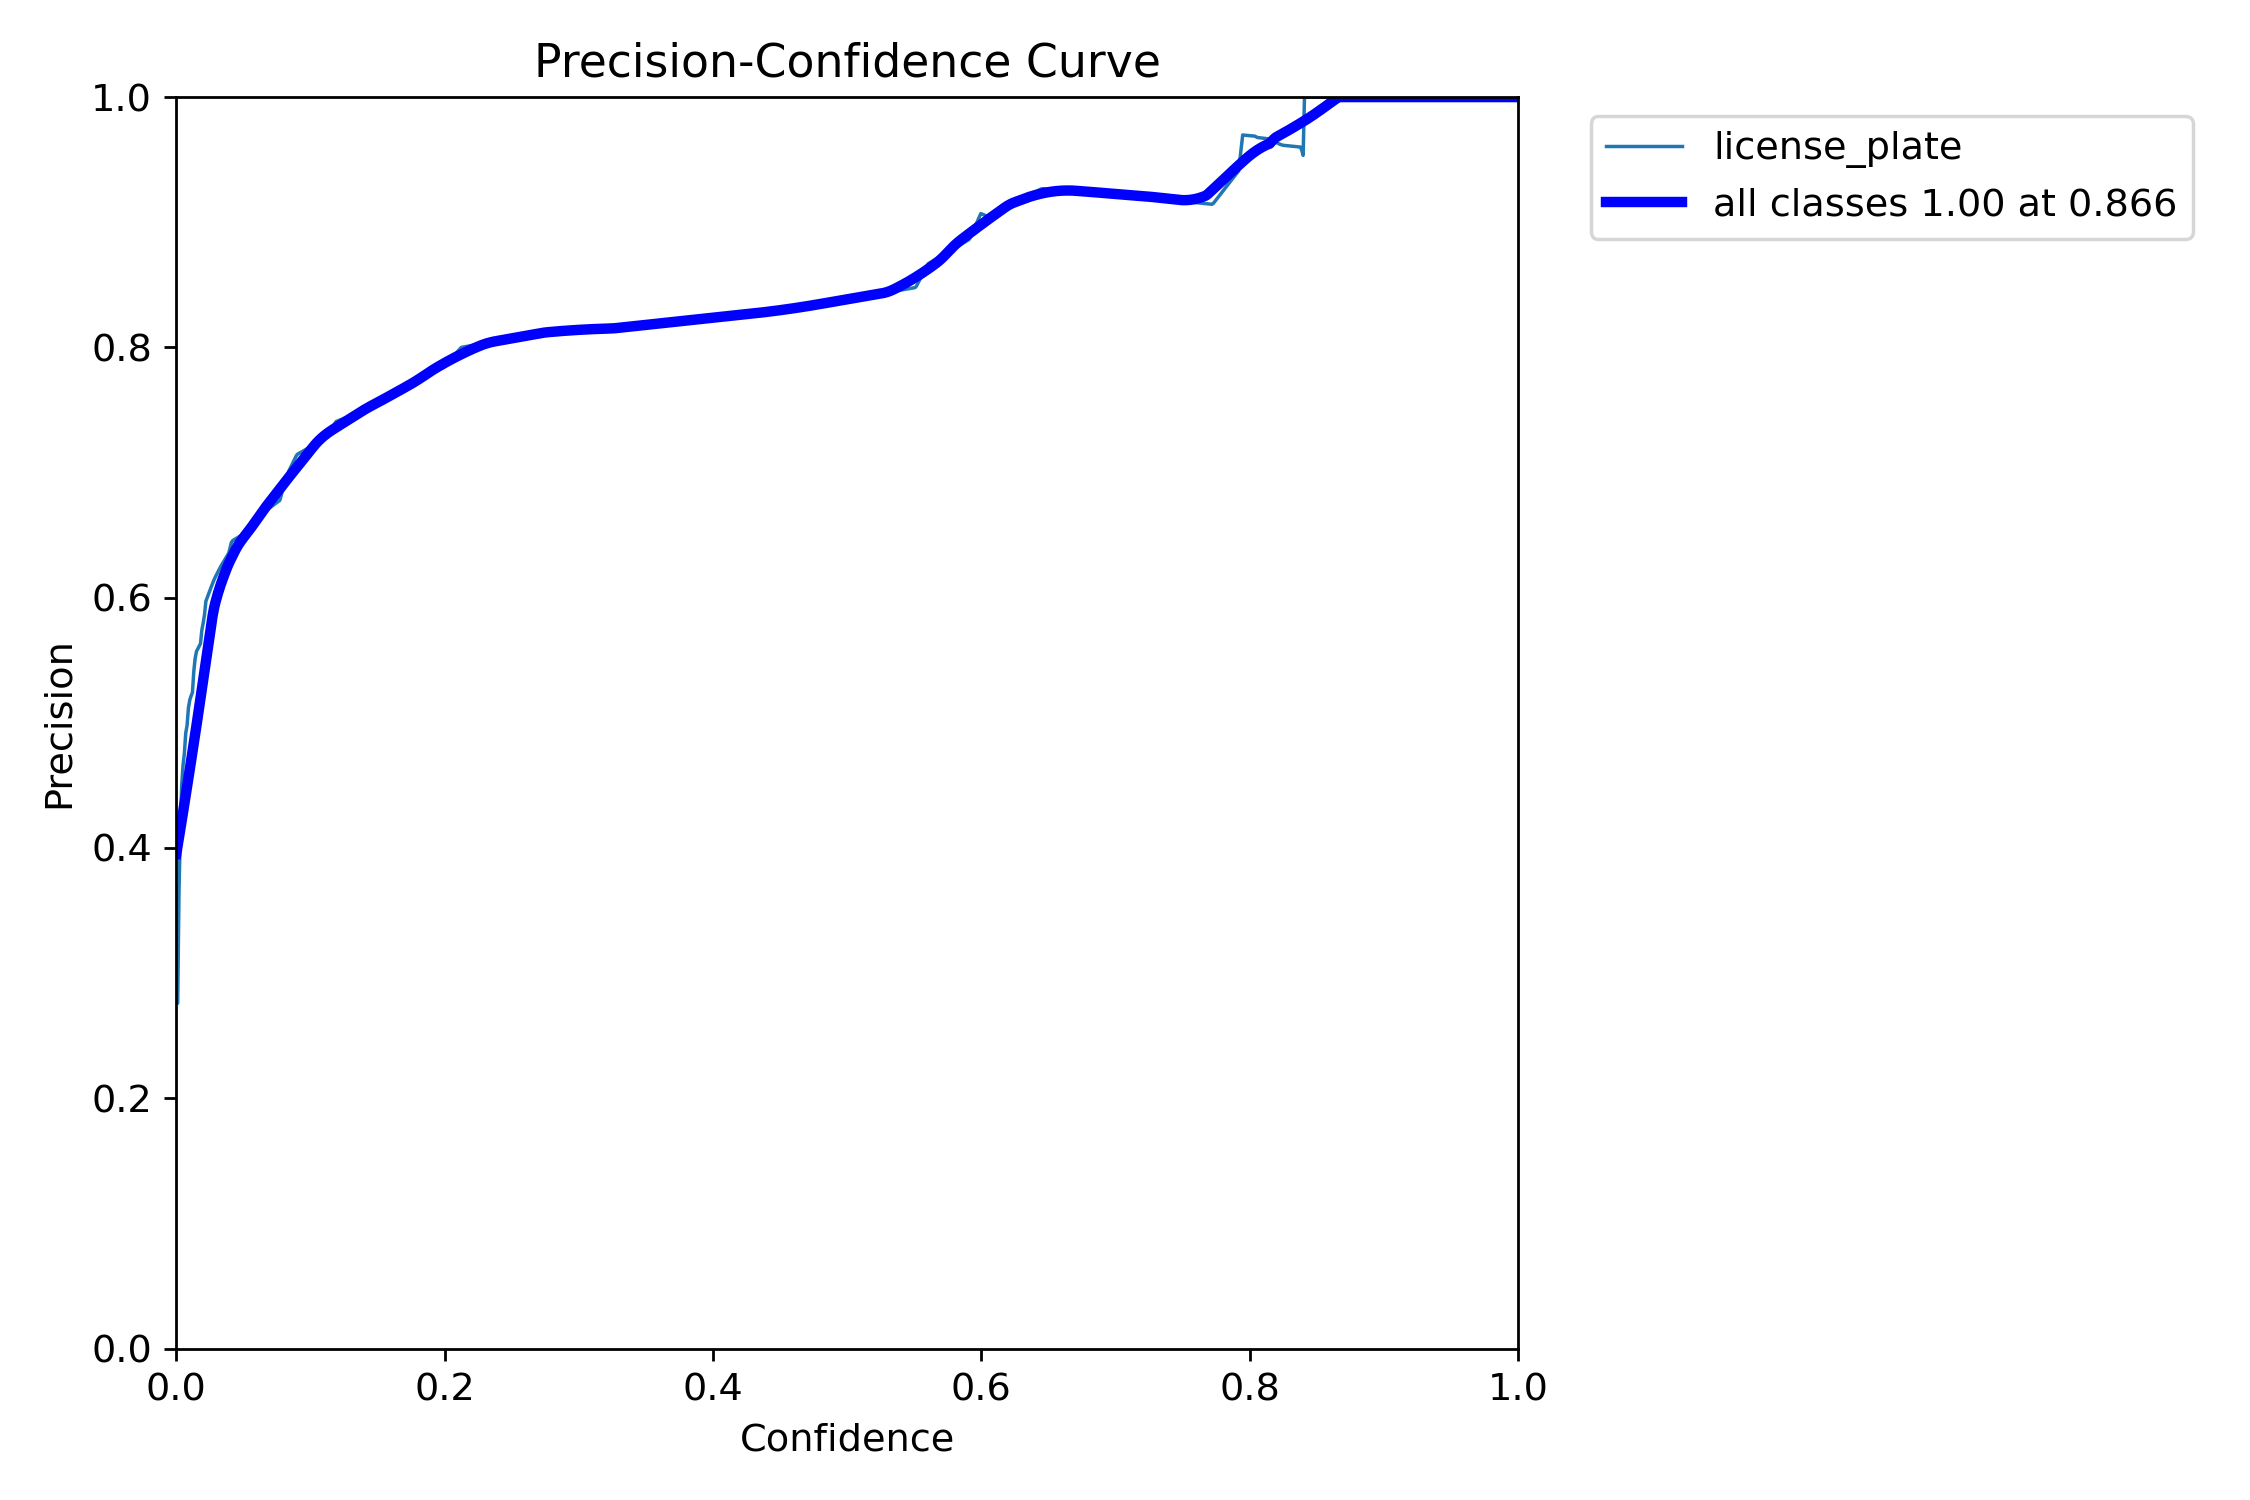 Precision-Confidence Curve
1.0
0.8
0.6
0.4
0.2
0.0
Precision
0.0 0.2 0.4 0.6 0.8 1.0
Confidence
license_plate
all classes 1.00 at 0.866